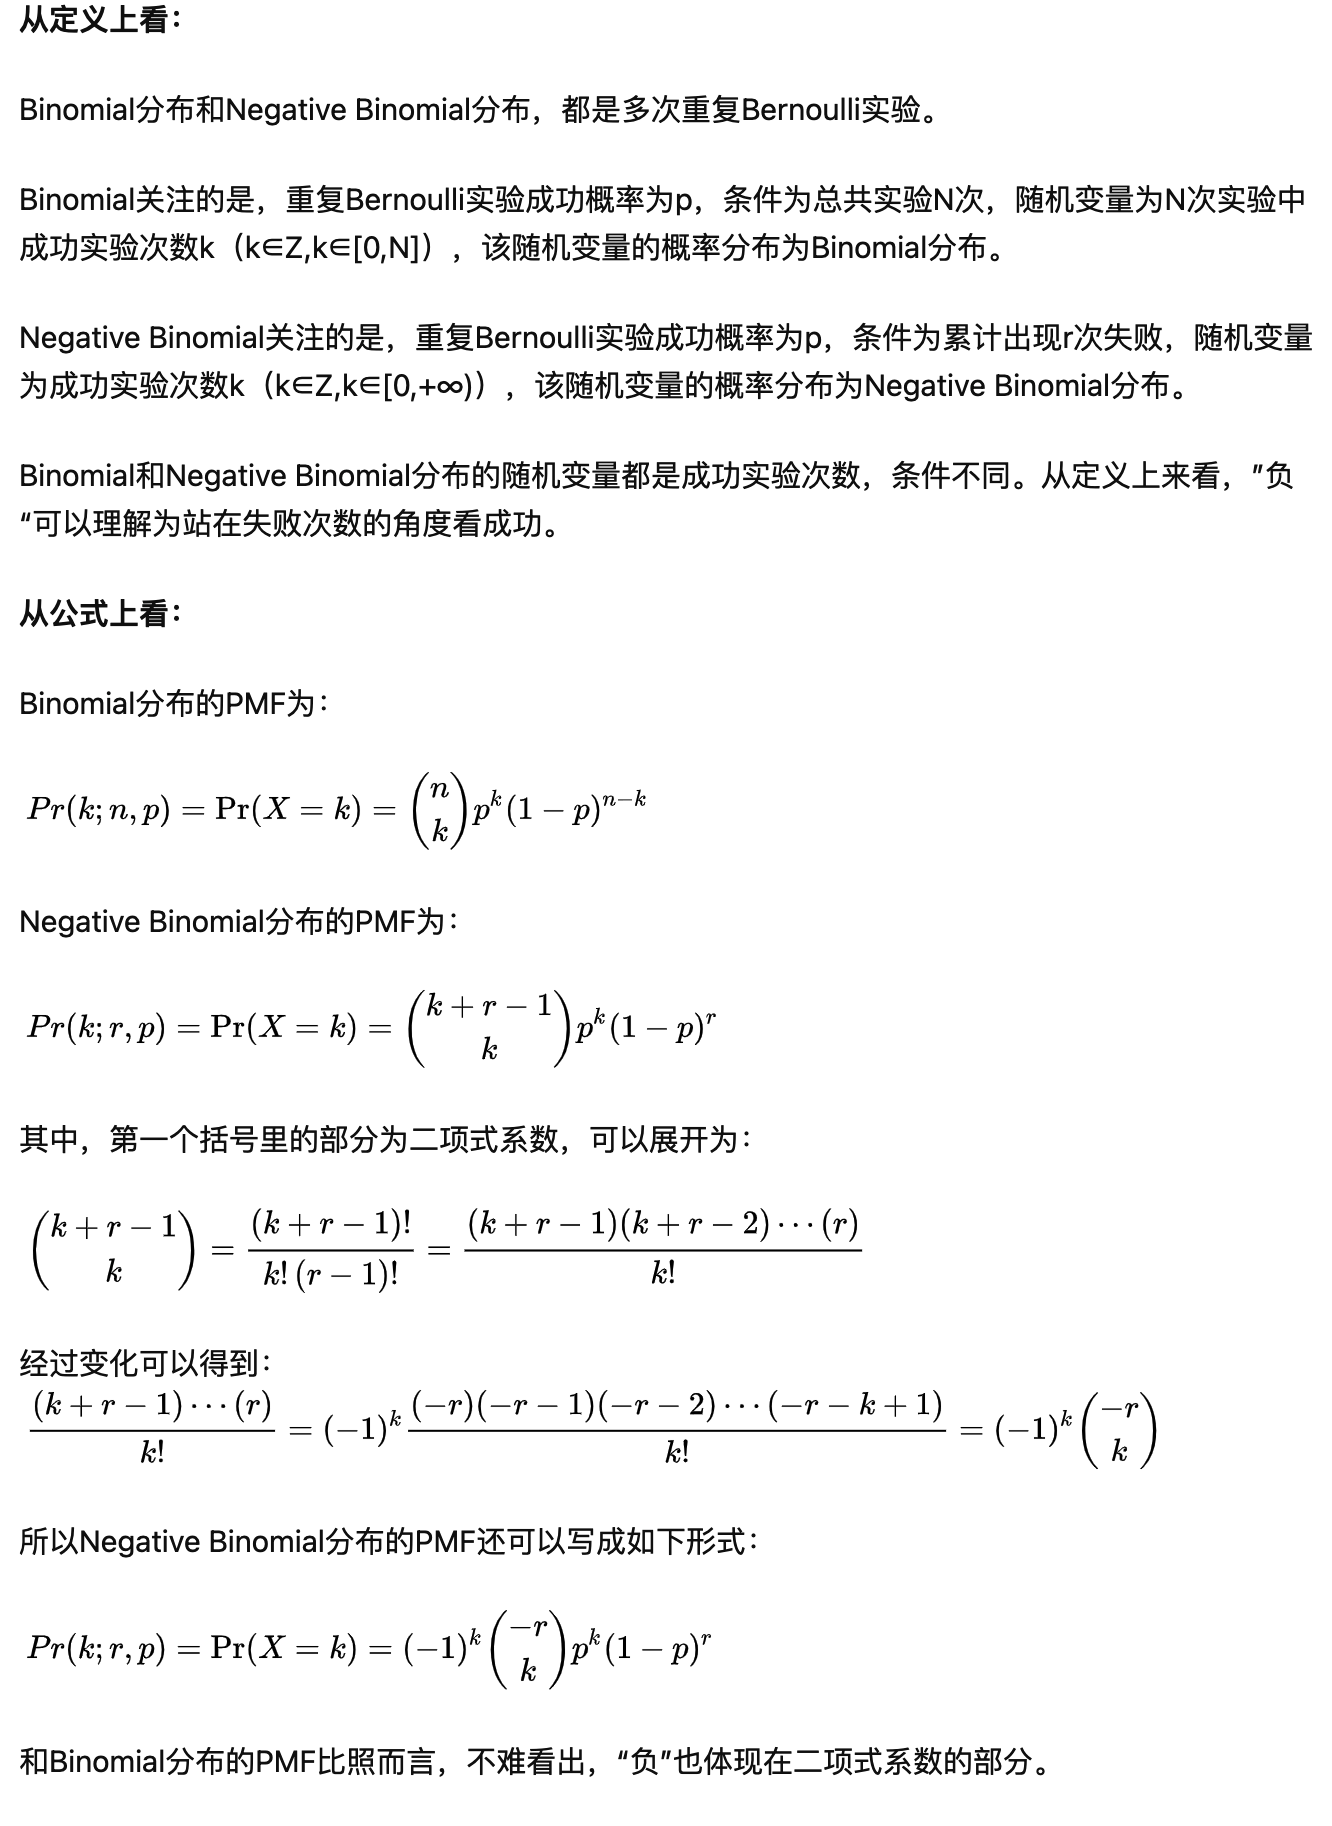 从定义上看：
Binomial分布和Negative Binomial分布，都是多次重复Bernoulli实验。
Binomial关注的是，重复Bernoulli实验成功概率为p，条件为总共实验N次，随机变量为N次实验中
成功实验次数k（k∈Z,k∈[0,N]），该随机变量的概率分布为Binomial分布。
Negative Binomial关注的是，重复Bernoulli实验成功概率为p，条件为累计出现r次失败，随机变量
为成功实验次数k（k∈Z,k∈[0,+∞)），该随机变量的概率分布为Negative Binomial分布。
Binomial和Negative Binomial分布的随机变量都是成功实验次数，条件不同。从定义上来看，”负
“可以理解为站在失败次数的角度看成功。
从公式上看：
Binomial分布的PMF为：
$Pr(k; n, p) = \Pr(X = k) = \binom{n}{k} p^k (1 - p)^{n-k}$
Negative Binomial分布的PMF为：
$Pr(k; r, p) = \Pr(X = k) = \binom{k + r - 1}{k} p^k (1 - p)^r$
其中，第一个括号里的部分为二项式系数，可以展开为：
$\binom{k + r - 1}{k} = \frac{(k + r - 1)!}{k! (r - 1)!} = \frac{(k + r - 1)(k + r - 2) \cdots (r)}{k!}$
经过变化可以得到：
$\frac{(k + r - 1) \cdots (r)}{k!} = (-1)^k \frac{(-r)(-r - 1)(-r - 2) \cdots (-r - k + 1)}{k!} = (-1)^k \binom{-r}{k}$
所以Negative Binomial分布的PMF还可以写成如下形式：
$Pr(k; r, p) = \Pr(X = k) = (-1)^k \binom{-r}{k} p^k (1 - p)^r$
和Binomial分布的PMF比照而言，不难看出，“负”也体现在二项式系数的部分。